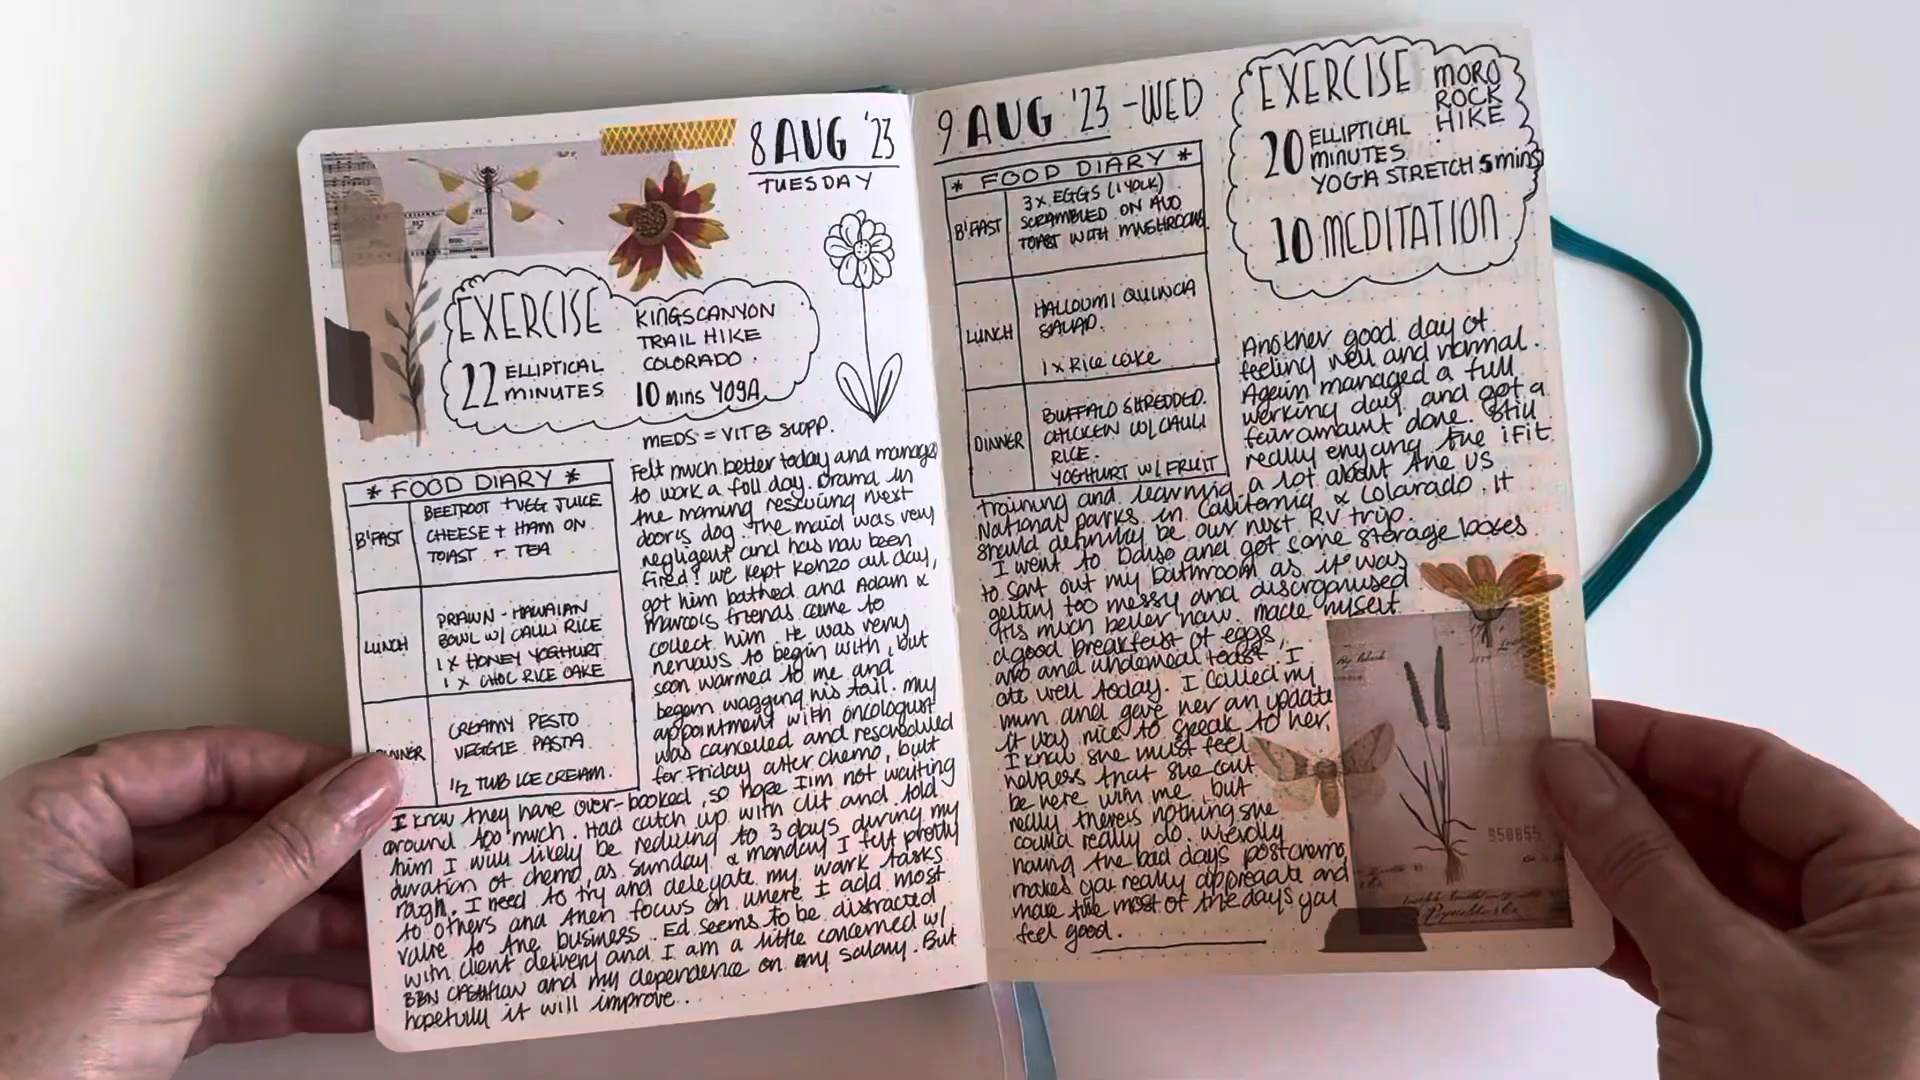 8 AUG '23
TUESDAY
EXERCISE
22 ELLIPTICAL
MINUTES
KINGSCANYON
TRAIL HIKE
COLORADO.
10 MINS YOGA
MEDS = VIT B SUPP.
* FOOD DIARY *
B'FAST
BEETROOT + VEG JUICE
CHEESE + HAM ON
TOAST + TEA
LUNCH
PRAWN - HAWAIIAN
BOWL W/ CAULI RICE
1 X HONEY YOGHURT
1 X CHOC RICE CAKE
NNER
CREAMY PESTO
VEGGIE PASTA
1/2 TUB ICE CREAM.
Felt much better today and manage
to work a full day. Drama in
the morning rescuing next
doors dog. The maid was very
negligent and has now been
fired! We kept Kenzo all day,
got him bathed and Adam &
Marcols friends came to
collect him. He was very
nervous to begin with, but
soon warmed to me and
began wagging his tail. My
appointment with oncologist
was cancelled and rescheduled
for Friday after chemo, but
I know they have over-booked, so hope I'm not waiting
around too much. Had catch up with Clit and told
him I will likely be reducing to 3 days during my
duration of chemo, as Sunday & Monday I felt pretty
rough. I need to try and delegate my work tasks
to others and then focus on where I add most
value to the business. Ed seems to be distracted
with client delivery and I am a little concerned w/
BBN cashflow and my dependence on my salary. But
hopefully it will improve..
9 AUG '23 - WED
* FOOD DIARY *
B'FAST
3 x EGGS (1 YOLK)
SCRAMBLED ON AVO
TOAST WITH MUSHROOMS
LUNCH
HALLOUMI QUINOA
SALAD.
1 x Rice cake
DINNER
BUFFALO SHREDDED
CHICKEN W/ CAULI
RICE.
YOGHURT W/ FRUIT
EXERCISE
MORO
ROCK
HIKE
20 ELLIPTICAL
MINUTES
YOGA STRETCH 5 mins
10 MEDITATION
Another good day of
feeling well and normal.
Again managed a full
working day and got a
fair amount done. Still
really enjoying the iFit
training and learning a lot about the US
National parks in California & Colarado. It
should definitely be our next RV trip.
I went to Daiso and got some storage boxes
to sort out my bathroom as it was
getting too messy and disorganised
its much better now. made myself
a good breakfast of eggs,
avo and toast. I
ate well today. I called my
mum and gave her an update
it was nice to speak to her.
I know she must feel
helpless that she cant
be here with me, but
really theres nothing she
could really do. Wierdly
having the bad days post chemo
makes you really appreciate and
make the most of the days you
feel good.
950855